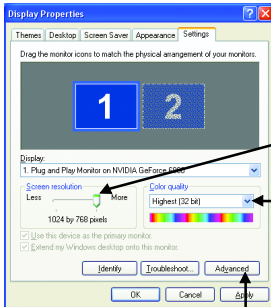 Display Properties
Themes Desktop Screen Saver Appearance Settings
Drag the monitor icons to match the physical arrangement of your monitors.
1 2
Display:
1. Plug and Play Monitor on NVIDIA GeForce
Screen resolution Color quality
Less More Highest (32 bit)
1024 by 768 pixels
Use this device as the primary monitor.
Extend my Windows desktop onto this monitor.
Identify Troubleshoot... Advanced
OK Cancel Apply